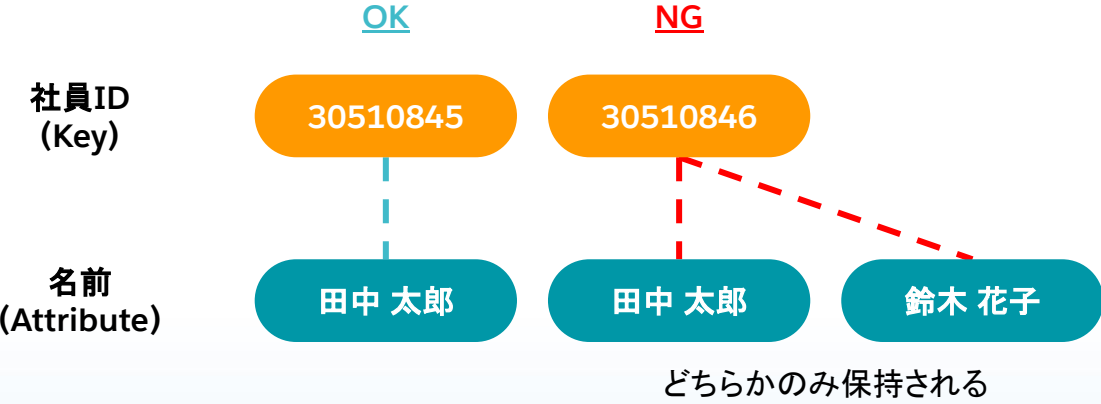 OK
NG
社員ID
(Key)
30510845
30510846
名前
(Attribute)
田中 太郎
田中 太郎
鈴木 花子
どちらかのみ保持される